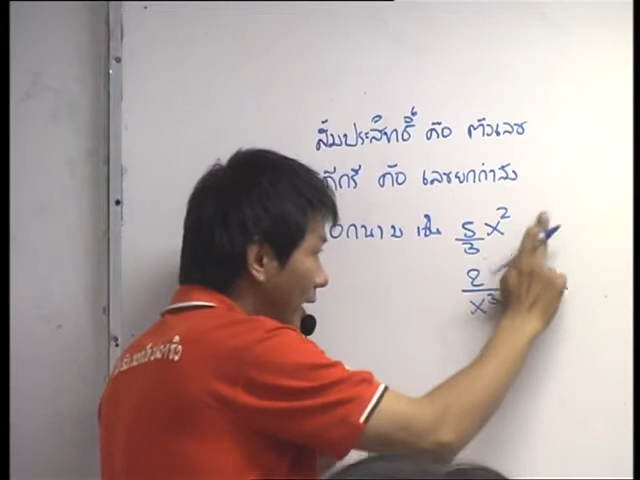 สัมประสิทธิ์ คือ ตัวเลข
ดีกรี คือ เลขยกกำลัง
เอกนาม เช่น 5/3 x²
2/x³